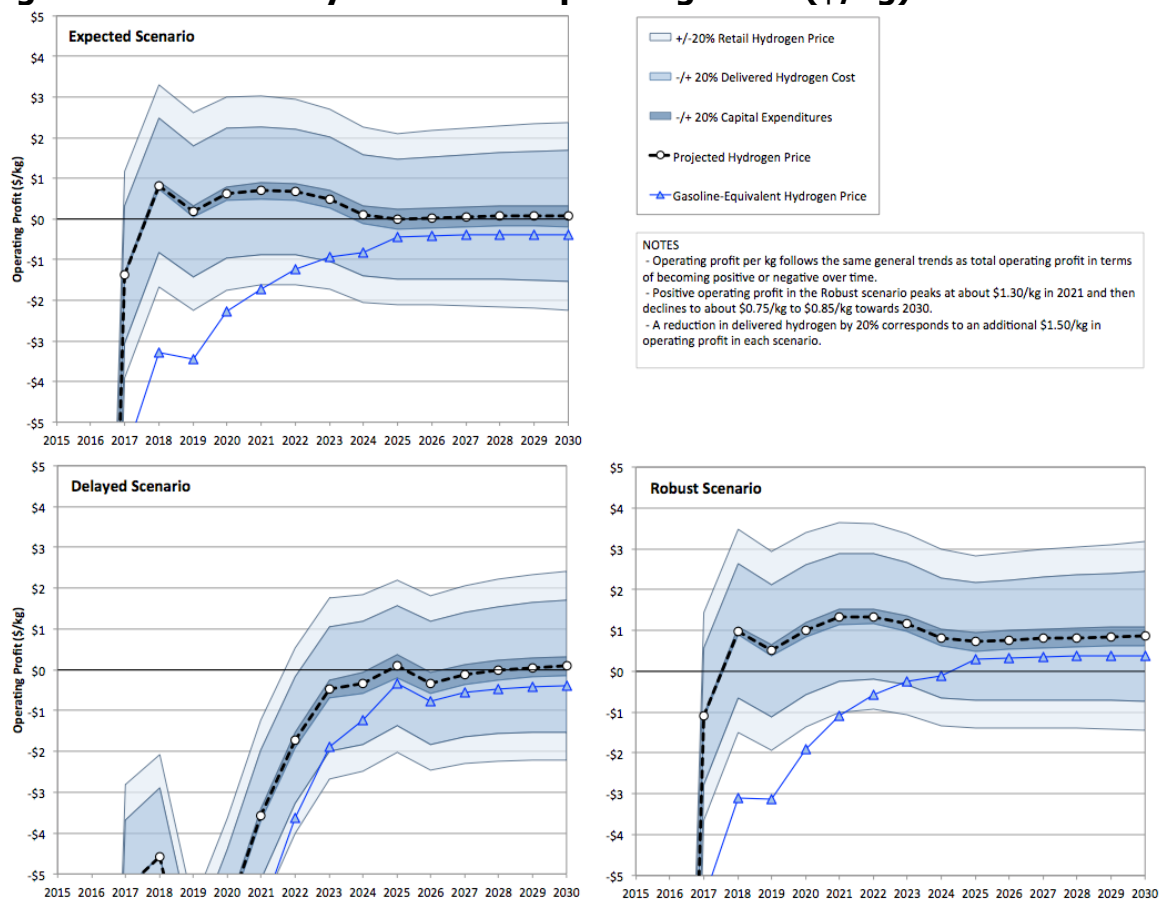 Expected Scenario
$5
$4
$3
$2
$1
$0
-$1
-$2
-$3
-$4
-$5
Operating Profit ($/kg)
2015 2016 2017 2018 2019 2020 2021 2022 2023 2024 2025 2026 2027 2028 2029 2030
+/-20% Retail Hydrogen Price
-/+ 20% Delivered Hydrogen Cost
-/+ 20% Capital Expenditures
Projected Hydrogen Price
Gasoline-Equivalent Hydrogen Price
NOTES
- Operating profit per kg follows the same general trends as total operating profit in terms
of becoming positive or negative over time.
- Positive operating profit in the Robust scenario peaks at about $1.30/kg in 2021 and then
declines to about $0.75/kg to $0.85/kg towards 2030.
- A reduction in delivered hydrogen by 20% corresponds to an additional $1.50/kg in
operating profit in each scenario.
Delayed Scenario
$5
$4
$3
$2
$1
$0
-$1
-$2
-$3
-$4
-$5
Operating Profit ($/kg)
2015 2016 2017 2018 2019 2020 2021 2022 2023 2024 2025 2026 2027 2028 2029 2030
Robust Scenario
$5
$4
$3
$2
$1
$0
-$1
-$2
-$3
-$4
-$5
2015 2016 2017 2018 2019 2020 2021 2022 2023 2024 2025 2026 2027 2028 2029 2030